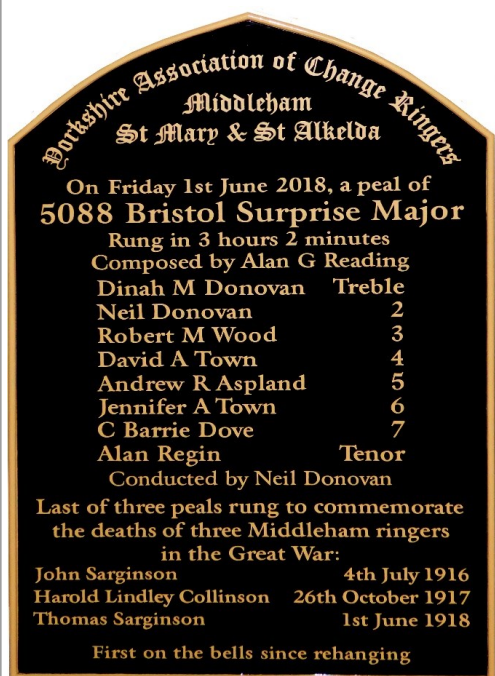 Yorkshire Association of Change Ringers
Middleham
St Mary & St Alkelda
On Friday 1st June 2018, a peal of
5088 Bristol Surprise Major
Rung in 3 hours 2 minutes
Composed by Alan G Reading
Dinah M Donovan Treble
Neil Donovan 2
Robert M Wood 3
David A Town 4
Andrew R Aspland 5
Jennifer A Town 6
C Barrie Dove 7
Alan Regin Tenor
Conducted by Neil Donovan
Last of three peals rung to commemorate
the deaths of three Middleham ringers
in the Great War:
John Sarginson 4th July 1916
Harold Lindley Collinson 26th October 1917
Thomas Sarginson 1st June 1918
First on the bells since rehanging